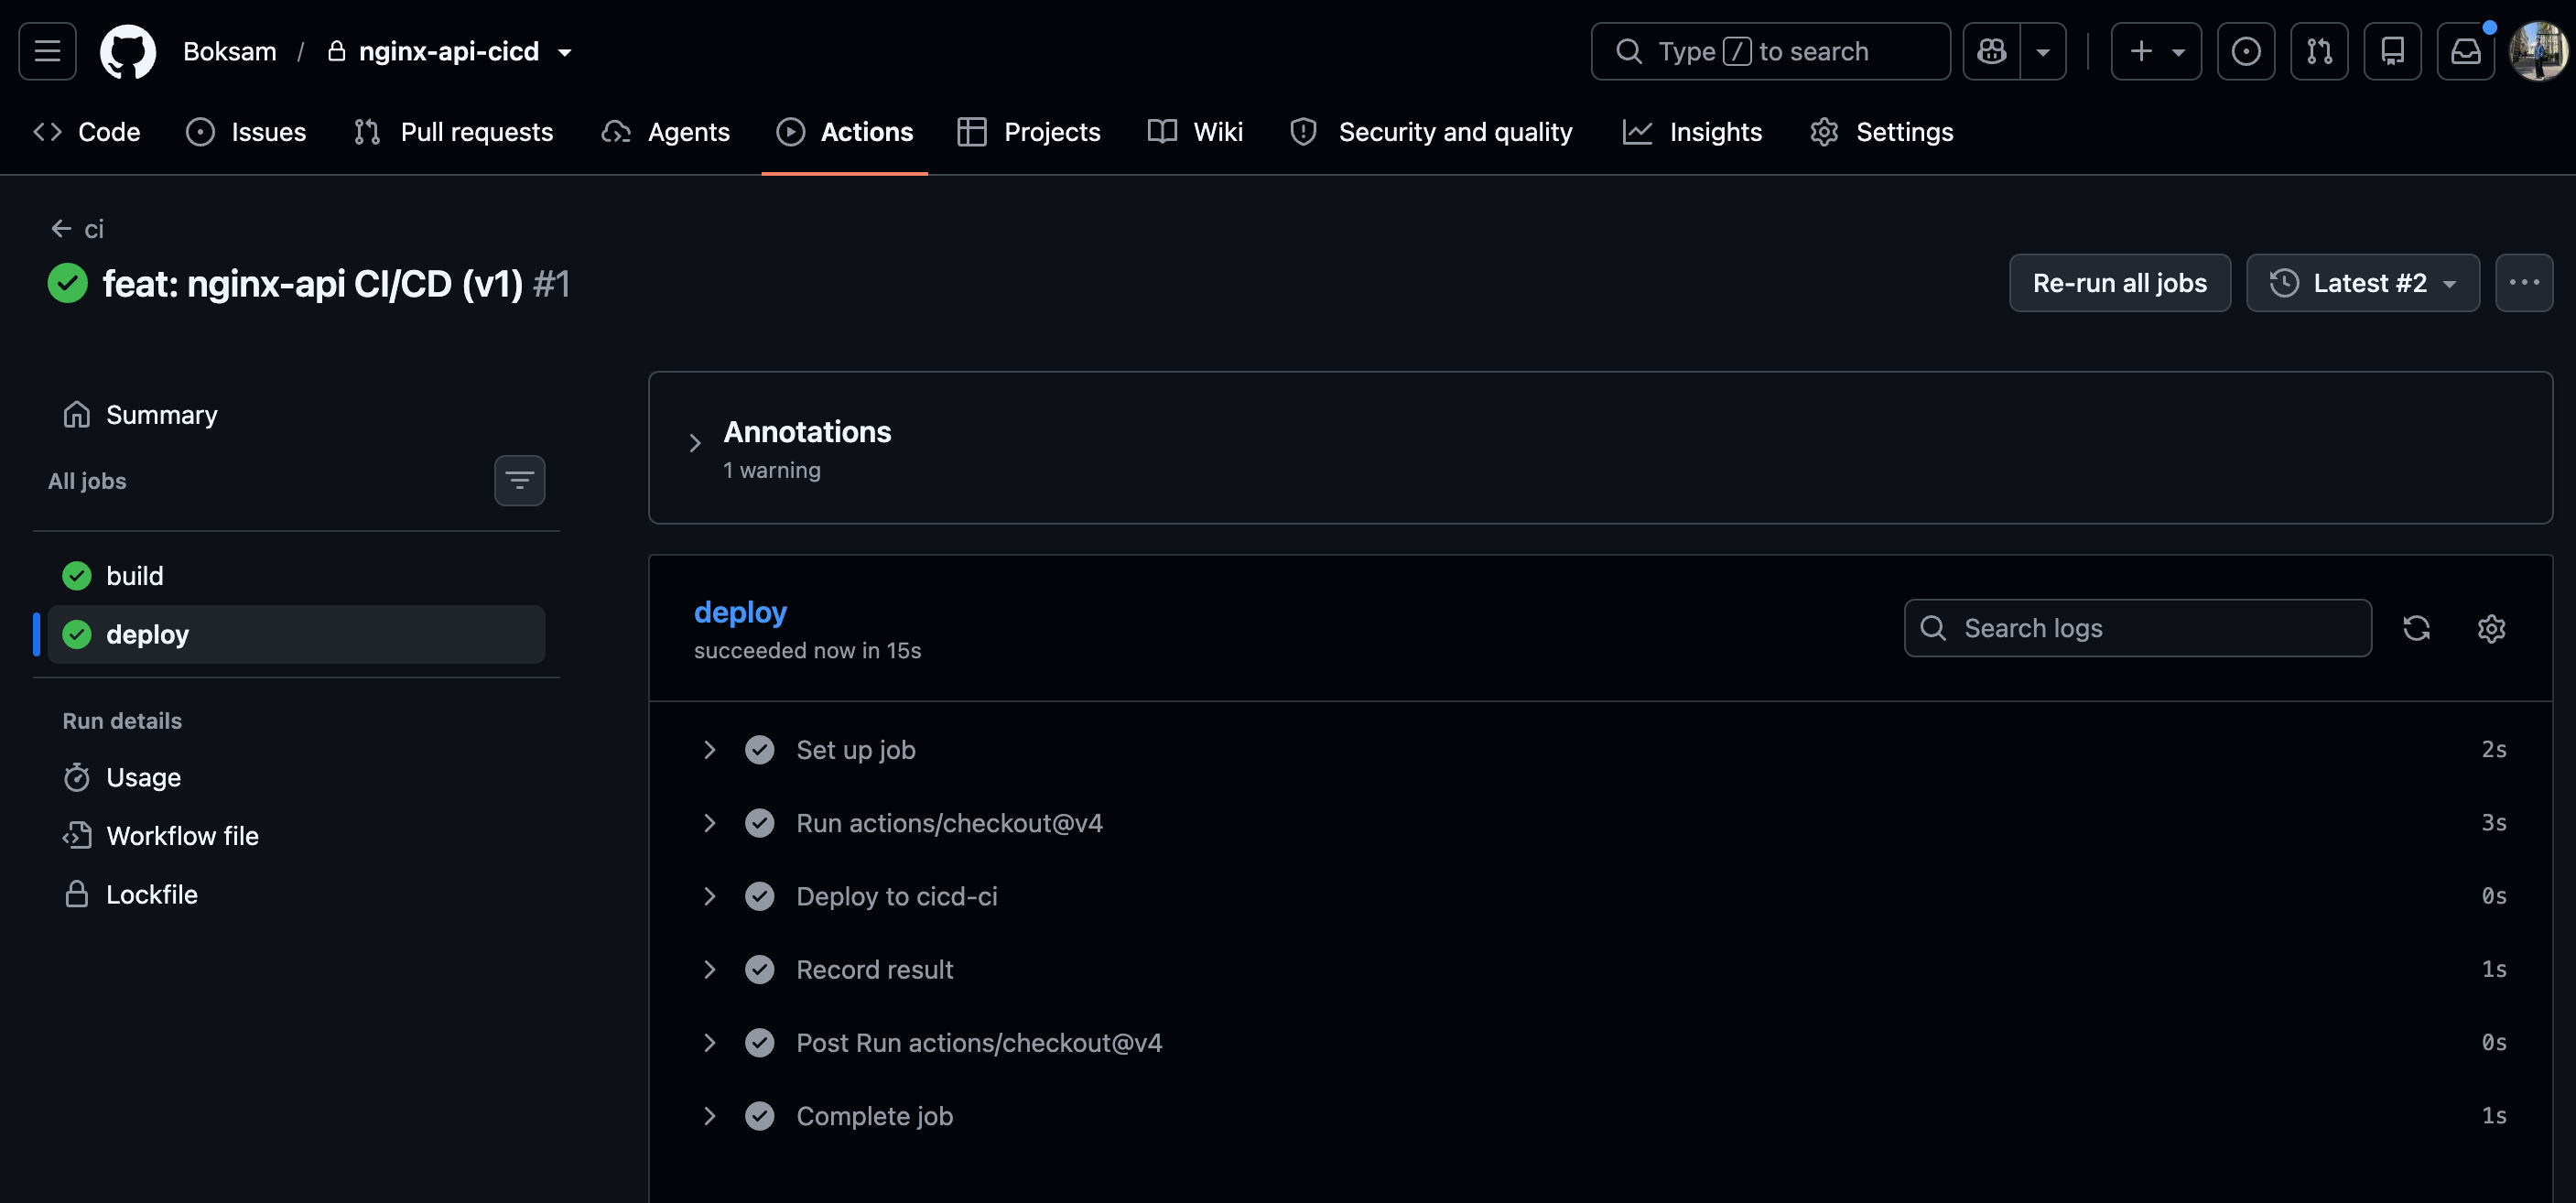 Boksam / nginx-api-cicd
Type / to search
Code Issues Pull requests Agents Actions Projects Wiki Security and quality Insights Settings
ci
feat: nginx-api CI/CD (v1) #1
Re-run all jobs
Latest #2
Summary
All jobs
build
deploy
Run details
Usage
Workflow file
Lockfile
Annotations
1 warning
deploy
succeeded now in 15s
Search logs
Set up job 2s
Run actions/checkout@v4 3s
Deploy to cicd-ci 0s
Record result 1s
Post Run actions/checkout@v4 0s
Complete job 1s